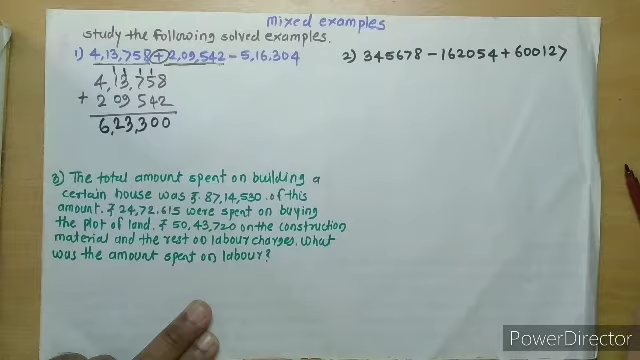 mixed examples
study the following solved examples.
1) 4,13,758 + 2,09,542 - 5,16,304
2) 345678 - 162054 + 600127
1 1 1 1
4,13,758
+ 2 09 542
6,23,300
3) The total amount spent on building a
certain house was ₹. 87,14,530. of this
amount. ₹ 24,72.615 were spent on buying
the plot of land. ₹ 50,43,720 on the construction
material and the rest on labour charges. What
was the amount spent on labour?
PowerDirector